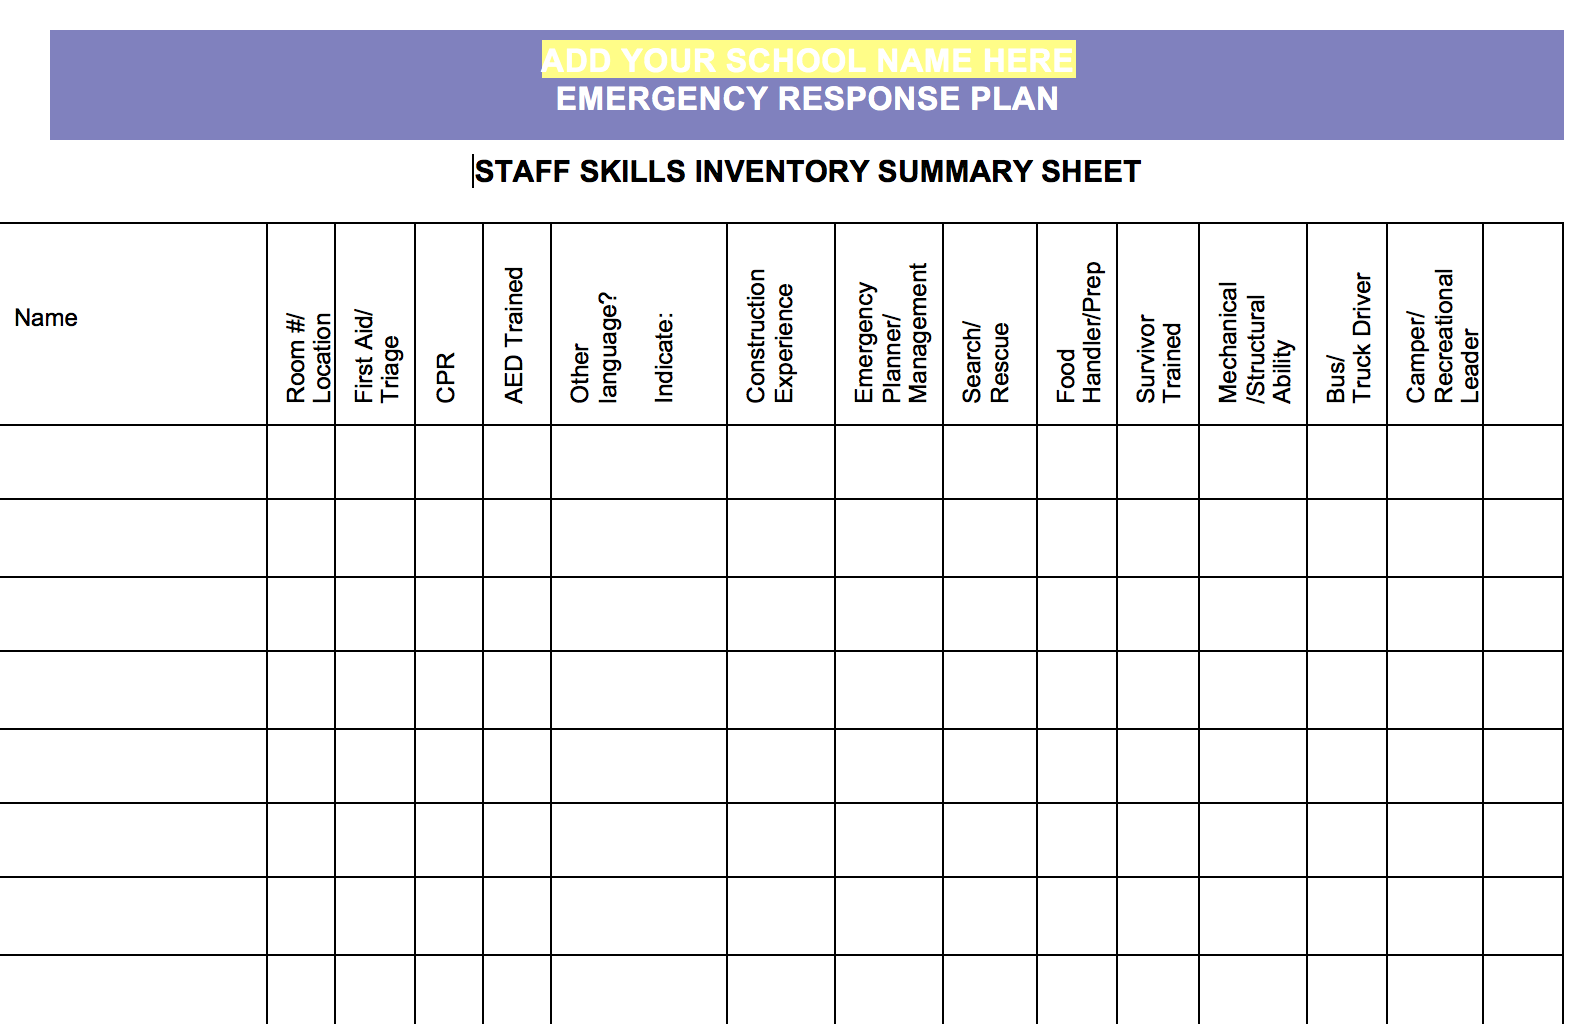 ADD YOUR SCHOOL NAME HERE
EMERGENCY RESPONSE PLAN
STAFF SKILLS INVENTORY SUMMARY SHEET
Name
Room #/
Location
First Aid/
Triage
CPR
AED Trained
Other
language?
Indicate:
Construction
Experience
Emergency
Planner/
Management
Search/
Rescue
Food
Handler/Prep
Survivor
Trained
Mechanical
/Structural
Ability
Bus/
Truck Driver
Camper/
Recreational
Leader